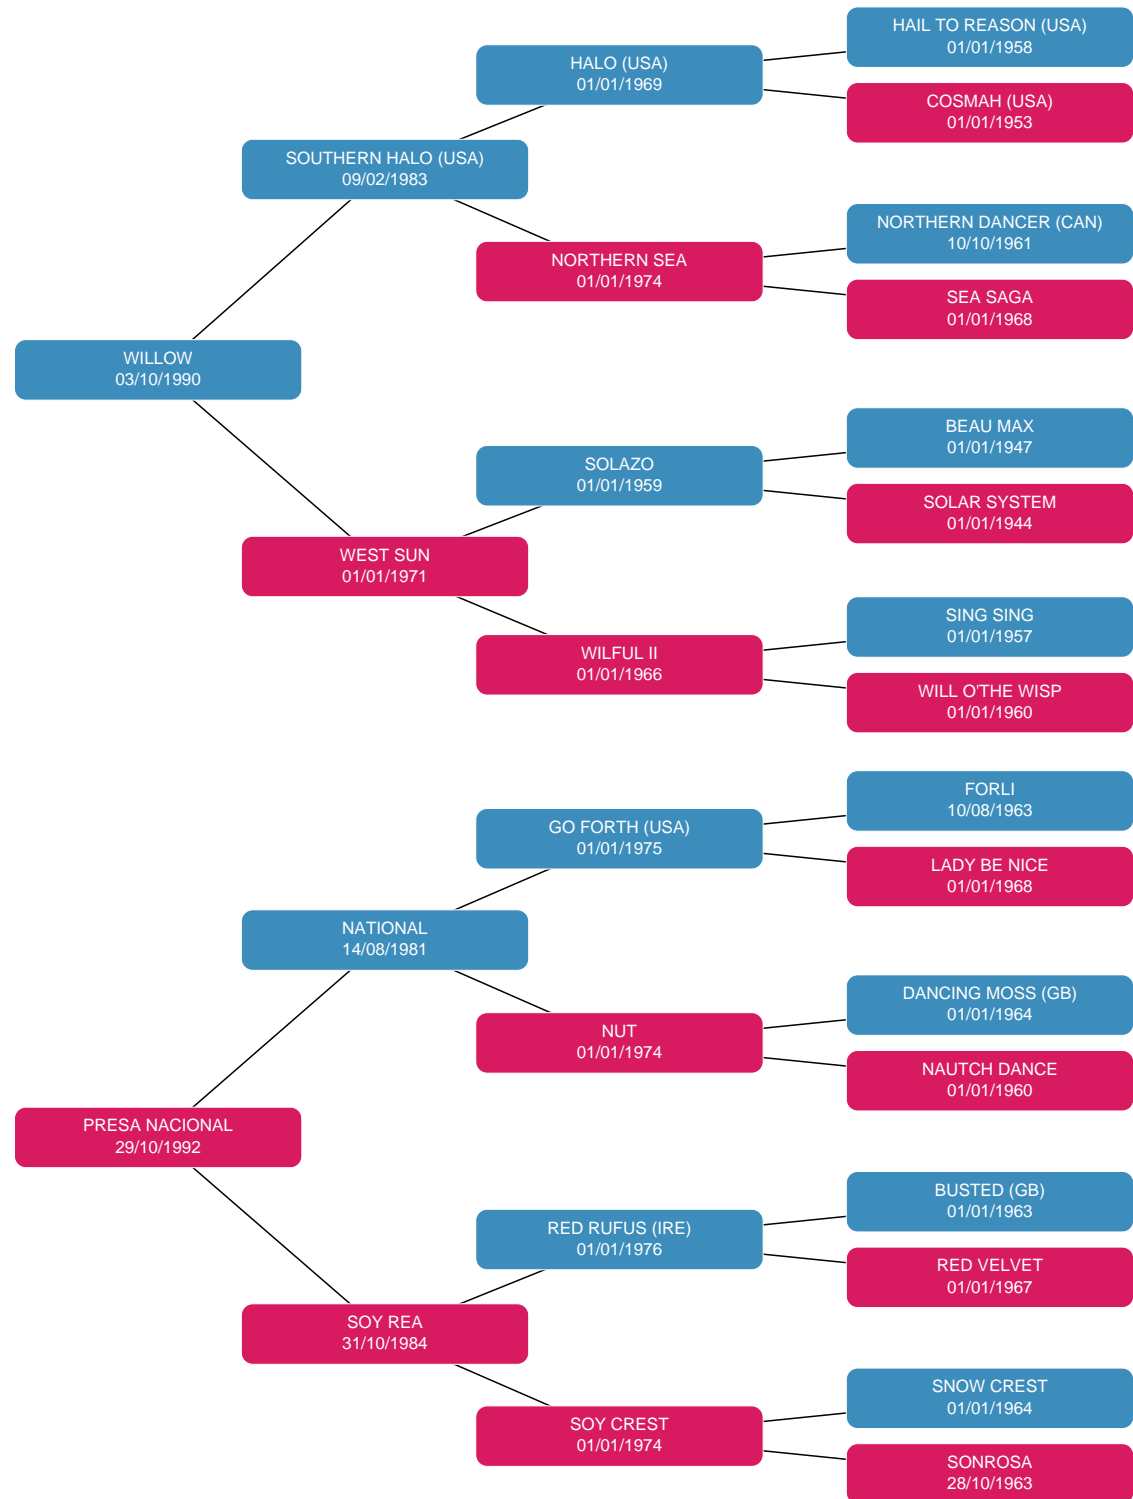 HAIL TO REASON (USA)
01/01/1958
HALO (USA)
01/01/1969
COSMAH (USA)
01/01/1953
SOUTHERN HALO (USA)
09/02/1983
NORTHERN DANCER (CAN)
10/10/1961
NORTHERN SEA
01/01/1974
SEA SAGA
01/01/1968
WILLOW
03/10/1990
BEAU MAX
01/01/1947
SOLAZO
01/01/1959
SOLAR SYSTEM
01/01/1944
WEST SUN
01/01/1971
SING SING
01/01/1957
WILFUL II
01/01/1966
WILL O'THE WISP
01/01/1960
FORLI
10/08/1963
GO FORTH (USA)
01/01/1975
LADY BE NICE
01/01/1968
NATIONAL
14/08/1981
DANCING MOSS (GB)
01/01/1964
NUT
01/01/1974
NAUTCH DANCE
01/01/1960
PRESA NACIONAL
29/10/1992
BUSTED (GB)
01/01/1963
RED RUFUS (IRE)
01/01/1976
RED VELVET
01/01/1967
SOY REA
31/10/1984
SNOW CREST
01/01/1964
SOY CREST
01/01/1974
SONROSA
28/10/1963